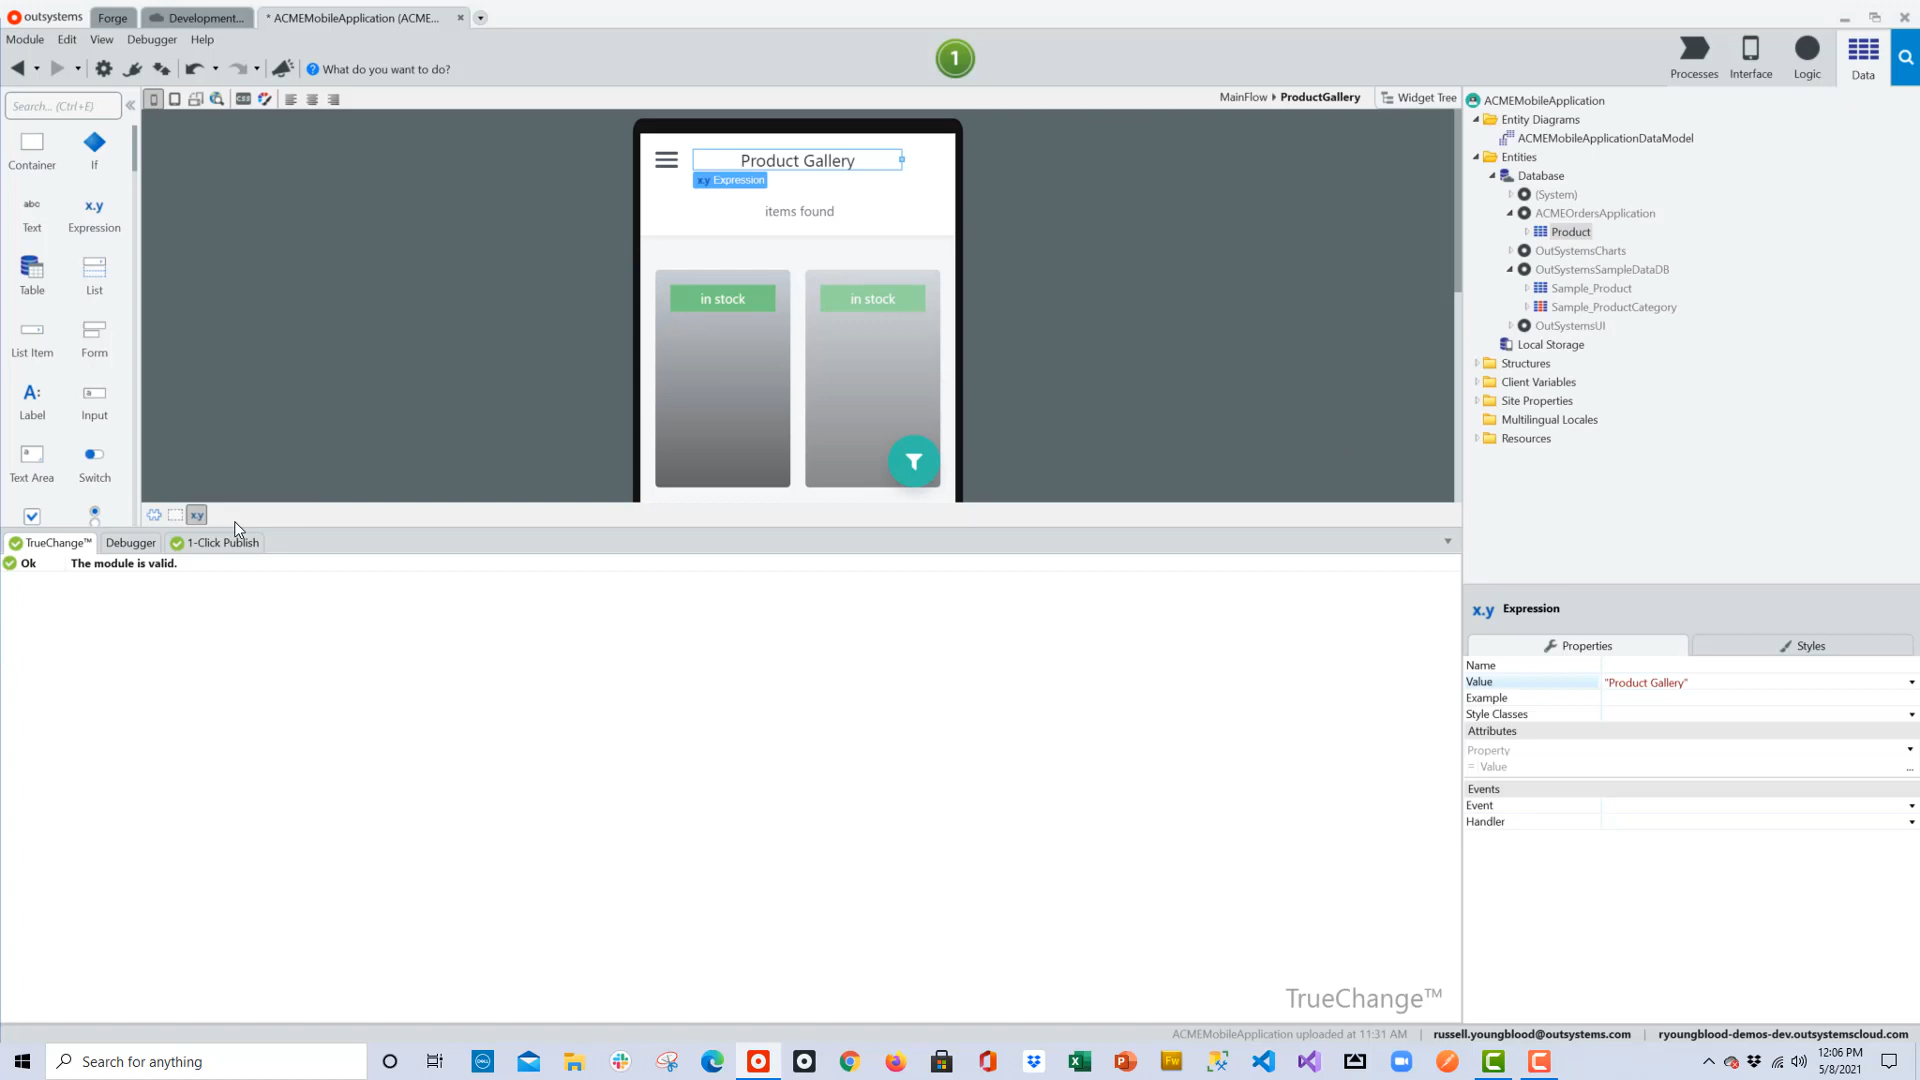 outsystems
Forge
Development...
* ACMEMobileApplication (ACME...
Module Edit View Debugger Help
What do you want to do?
1
Processes
Interface
Logic
Data
Search... (Ctrl+E)
CSS
MainFlow ▸ ProductGallery
Widget Tree
Container
If
abc
Text
x.y
Expression
Table
List
List Item
Form
A:
Label
Input
Text Area
Switch
Product Gallery
x.y Expression
items found
in stock
in stock
x.y
ACMEMobileApplication
Entity Diagrams
ACMEMobileApplicationDataModel
Entities
Database
(System)
ACMEOrdersApplication
Product
OutSystemsCharts
OutSystemsSampleDataDB
Sample_Product
Sample_ProductCategory
OutSystemsUI
Local Storage
Structures
Client Variables
Site Properties
Multilingual Locales
Resources
TrueChange™
Debugger
1-Click Publish
Ok The module is valid.
TrueChange™
x.y Expression
Properties
Styles
Name
Value "Product Gallery"
Example
Style Classes
Attributes
Property
= Value
...
Events
Event
Handler
ACMEMobileApplication uploaded at 11:31 AM
russell.youngblood@outsystems.com
ryoungblood-demos-dev.outsystemscloud.com
Search for anything
Fw
12:06 PM
5/8/2021